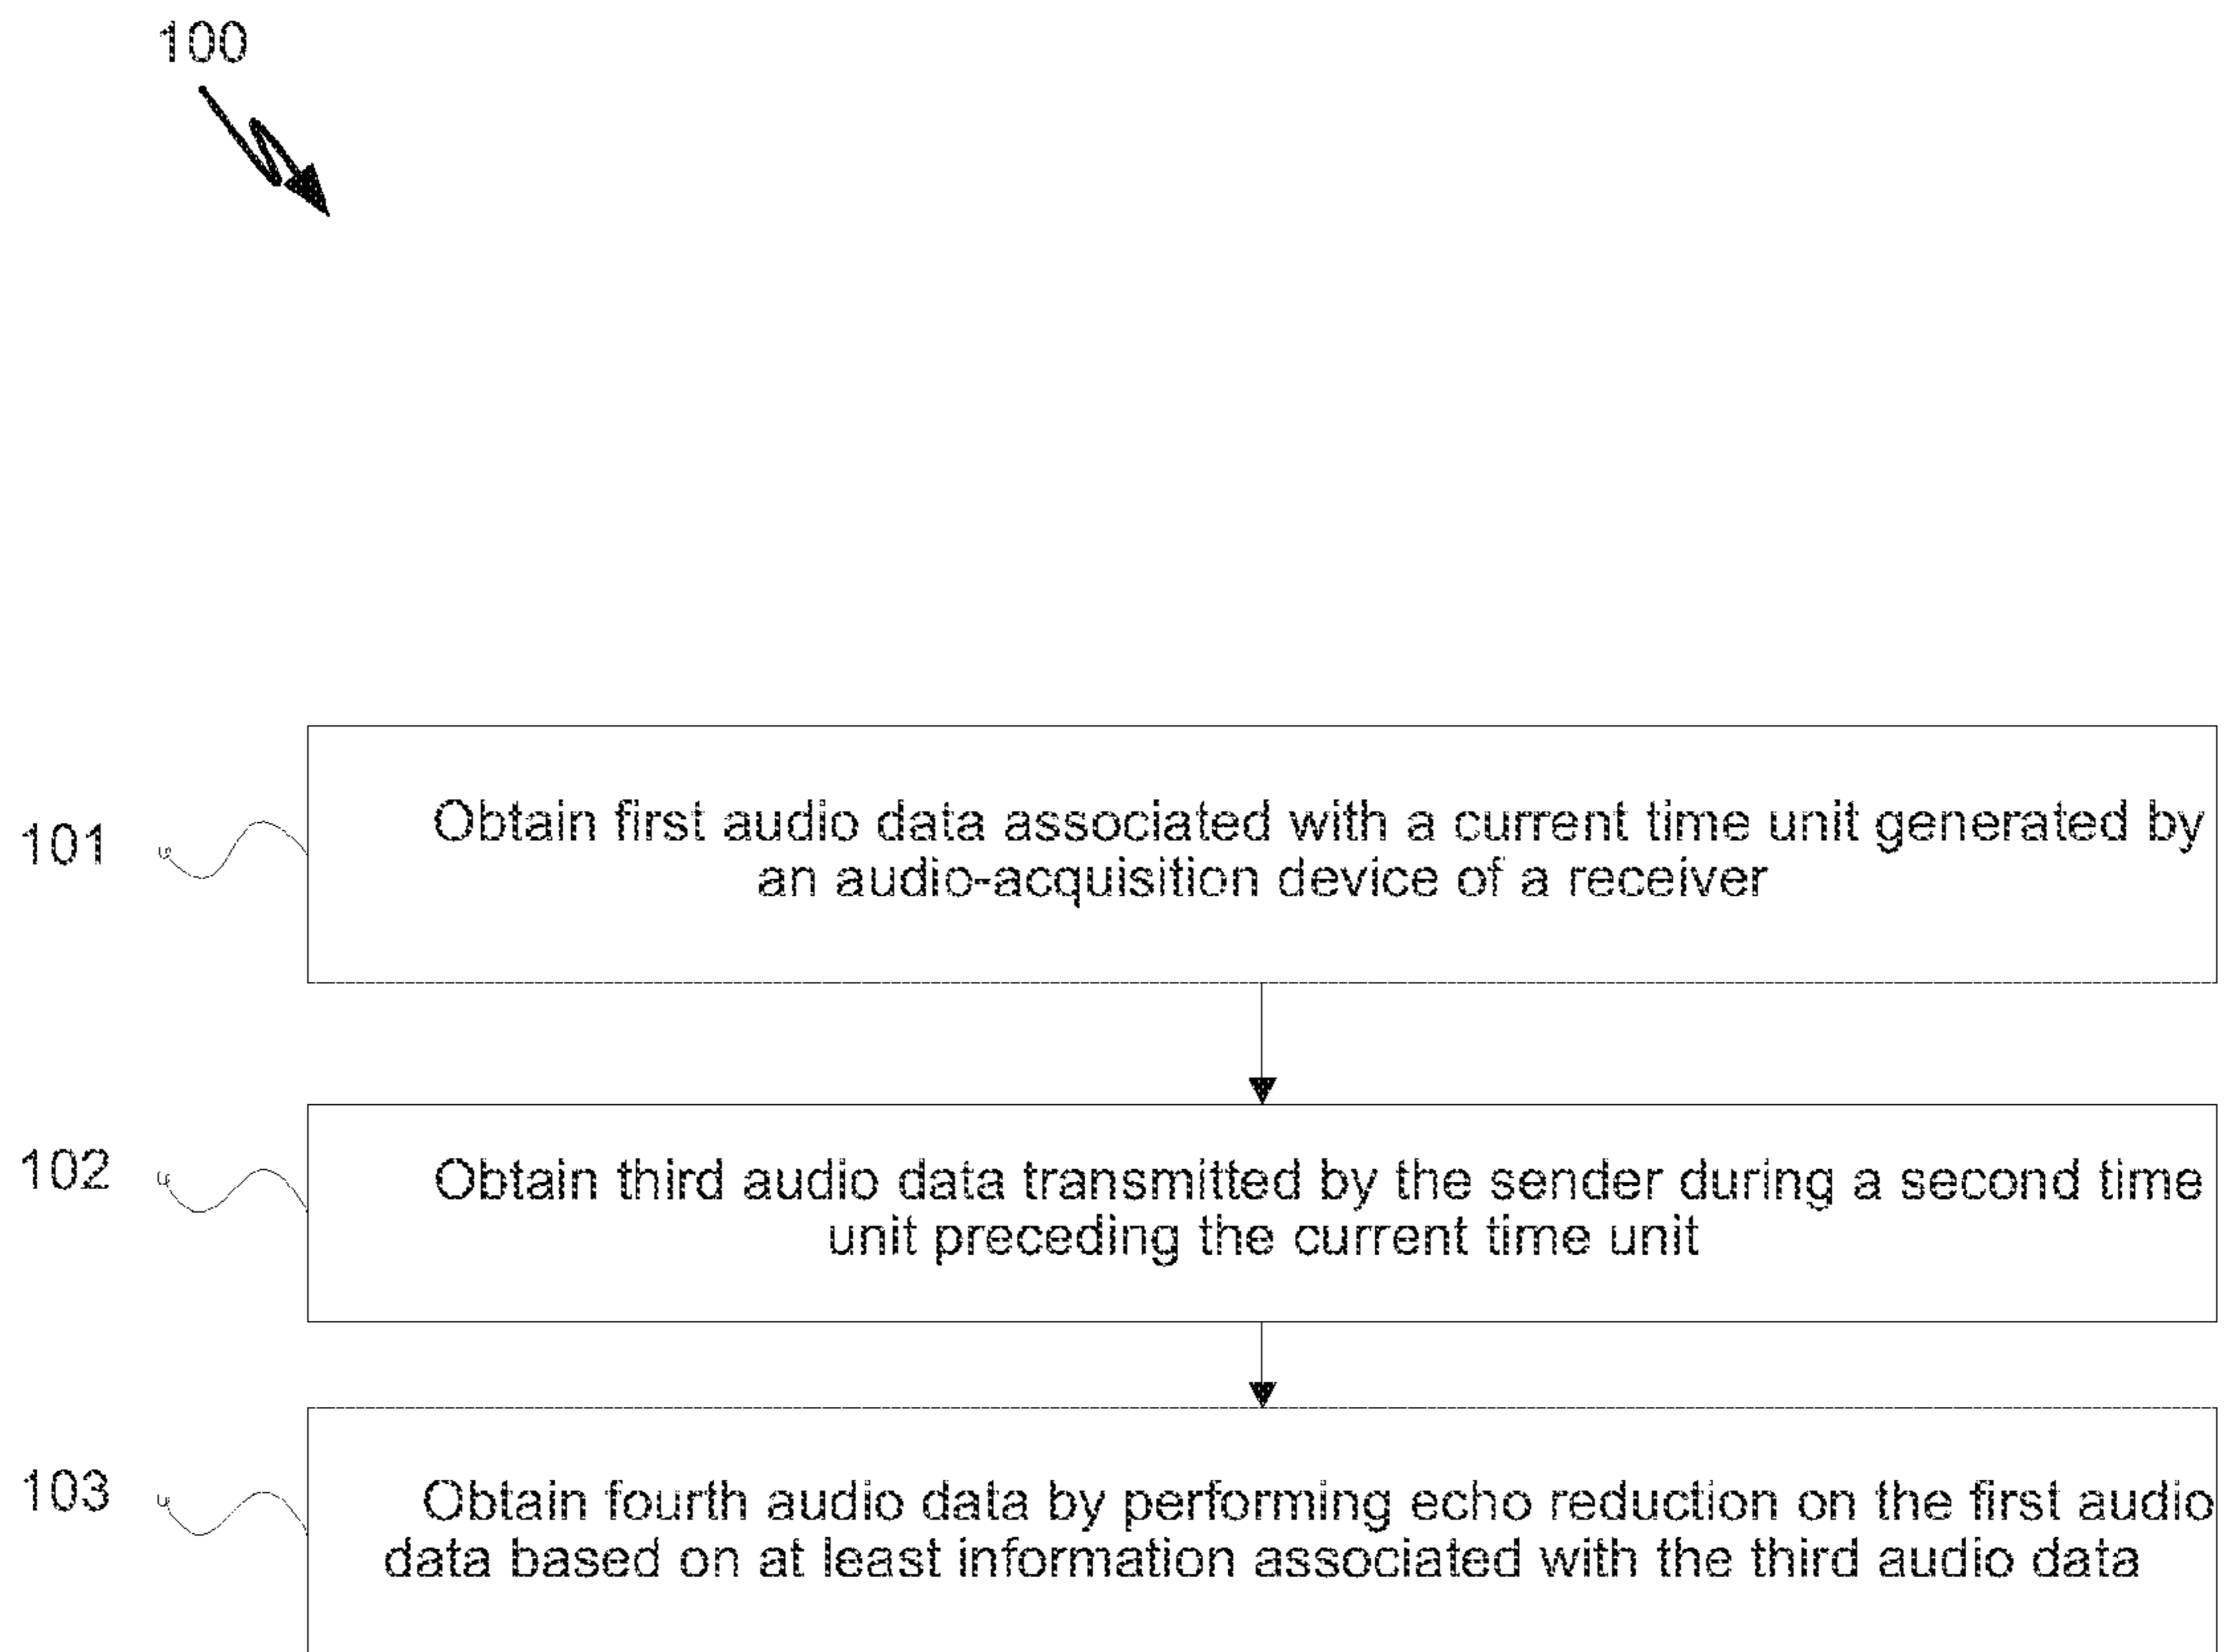 100
101
Obtain first audio data associated with a current time unit generated by
an audio-acquisition device of a receiver
102
Obtain third audio data transmitted by the sender during a second time
unit preceding the current time unit
103
Obtain fourth audio data by performing echo reduction on the first audio
data based on at least information associated with the third audio data